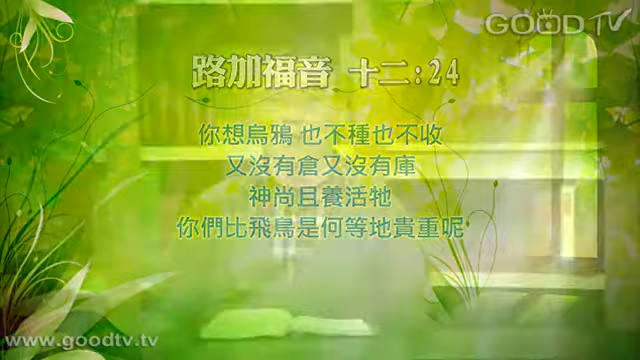 GOOD TV
路加福音 十二:24
你想烏鴉 也不種也不收
又沒有倉又沒有庫
神尚且養活牠
你們比飛鳥是何等地貴重呢
www.goodtv.tv